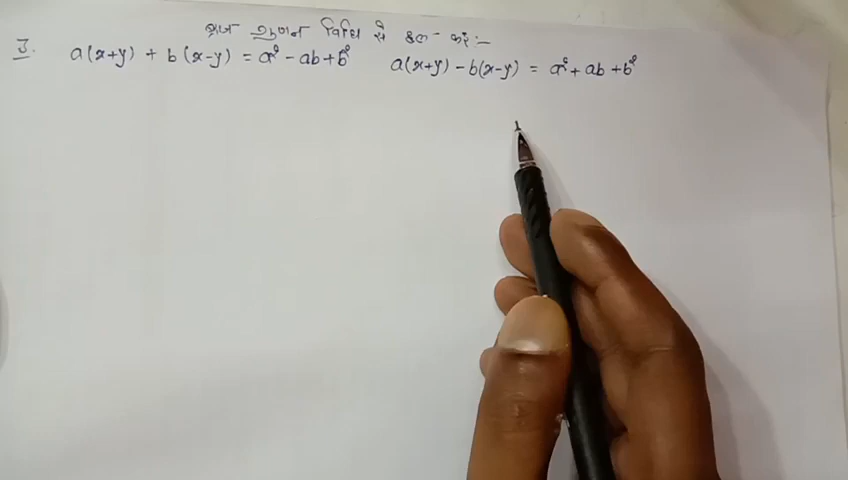 वज्र गुणन विधि से हल करें:-
3. a(x+y) + b(x-y) = a² - ab + b² a(x+y) - b(x-y) = a² + ab + b²